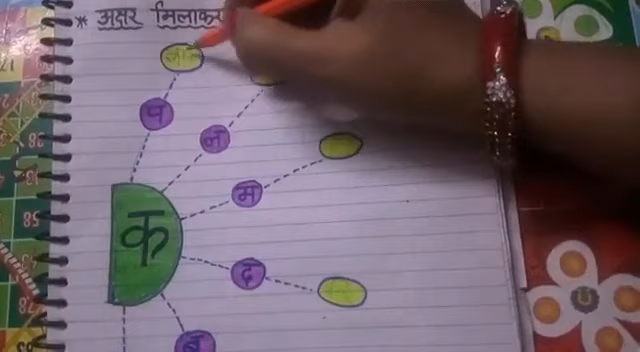 * अक्षर मिलाकर
प
ल
म
क
द
ब